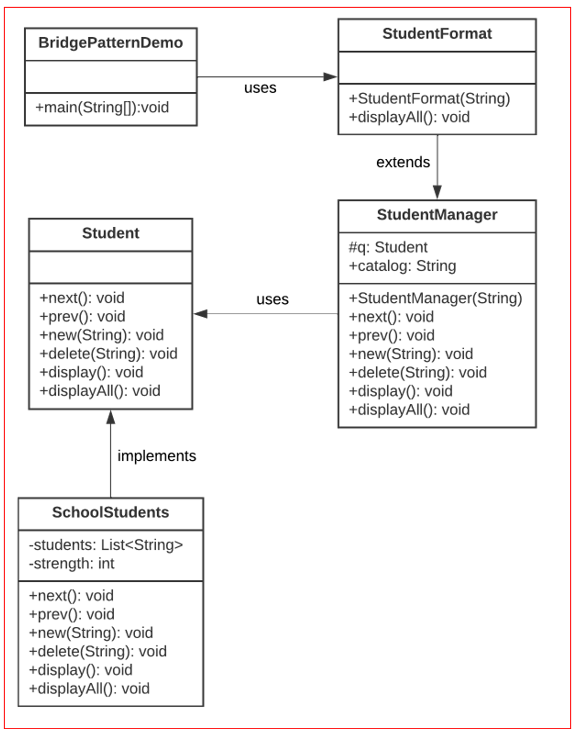 BridgePatternDemo
+main(String[]):void
uses
StudentFormat
+StudentFormat(String)
+displayAll(): void
extends
StudentManager
#q: Student
+catalog: String
+StudentManager(String)
+next(): void
+prev(): void
+new(String): void
+delete(String): void
+display(): void
+displayAll(): void
uses
Student
+next(): void
+prev(): void
+new(String): void
+delete(String): void
+display(): void
+displayAll(): void
implements
SchoolStudents
-students: List<String>
-strength: int
+next(): void
+prev(): void
+new(String): void
+delete(String): void
+display(): void
+displayAll(): void